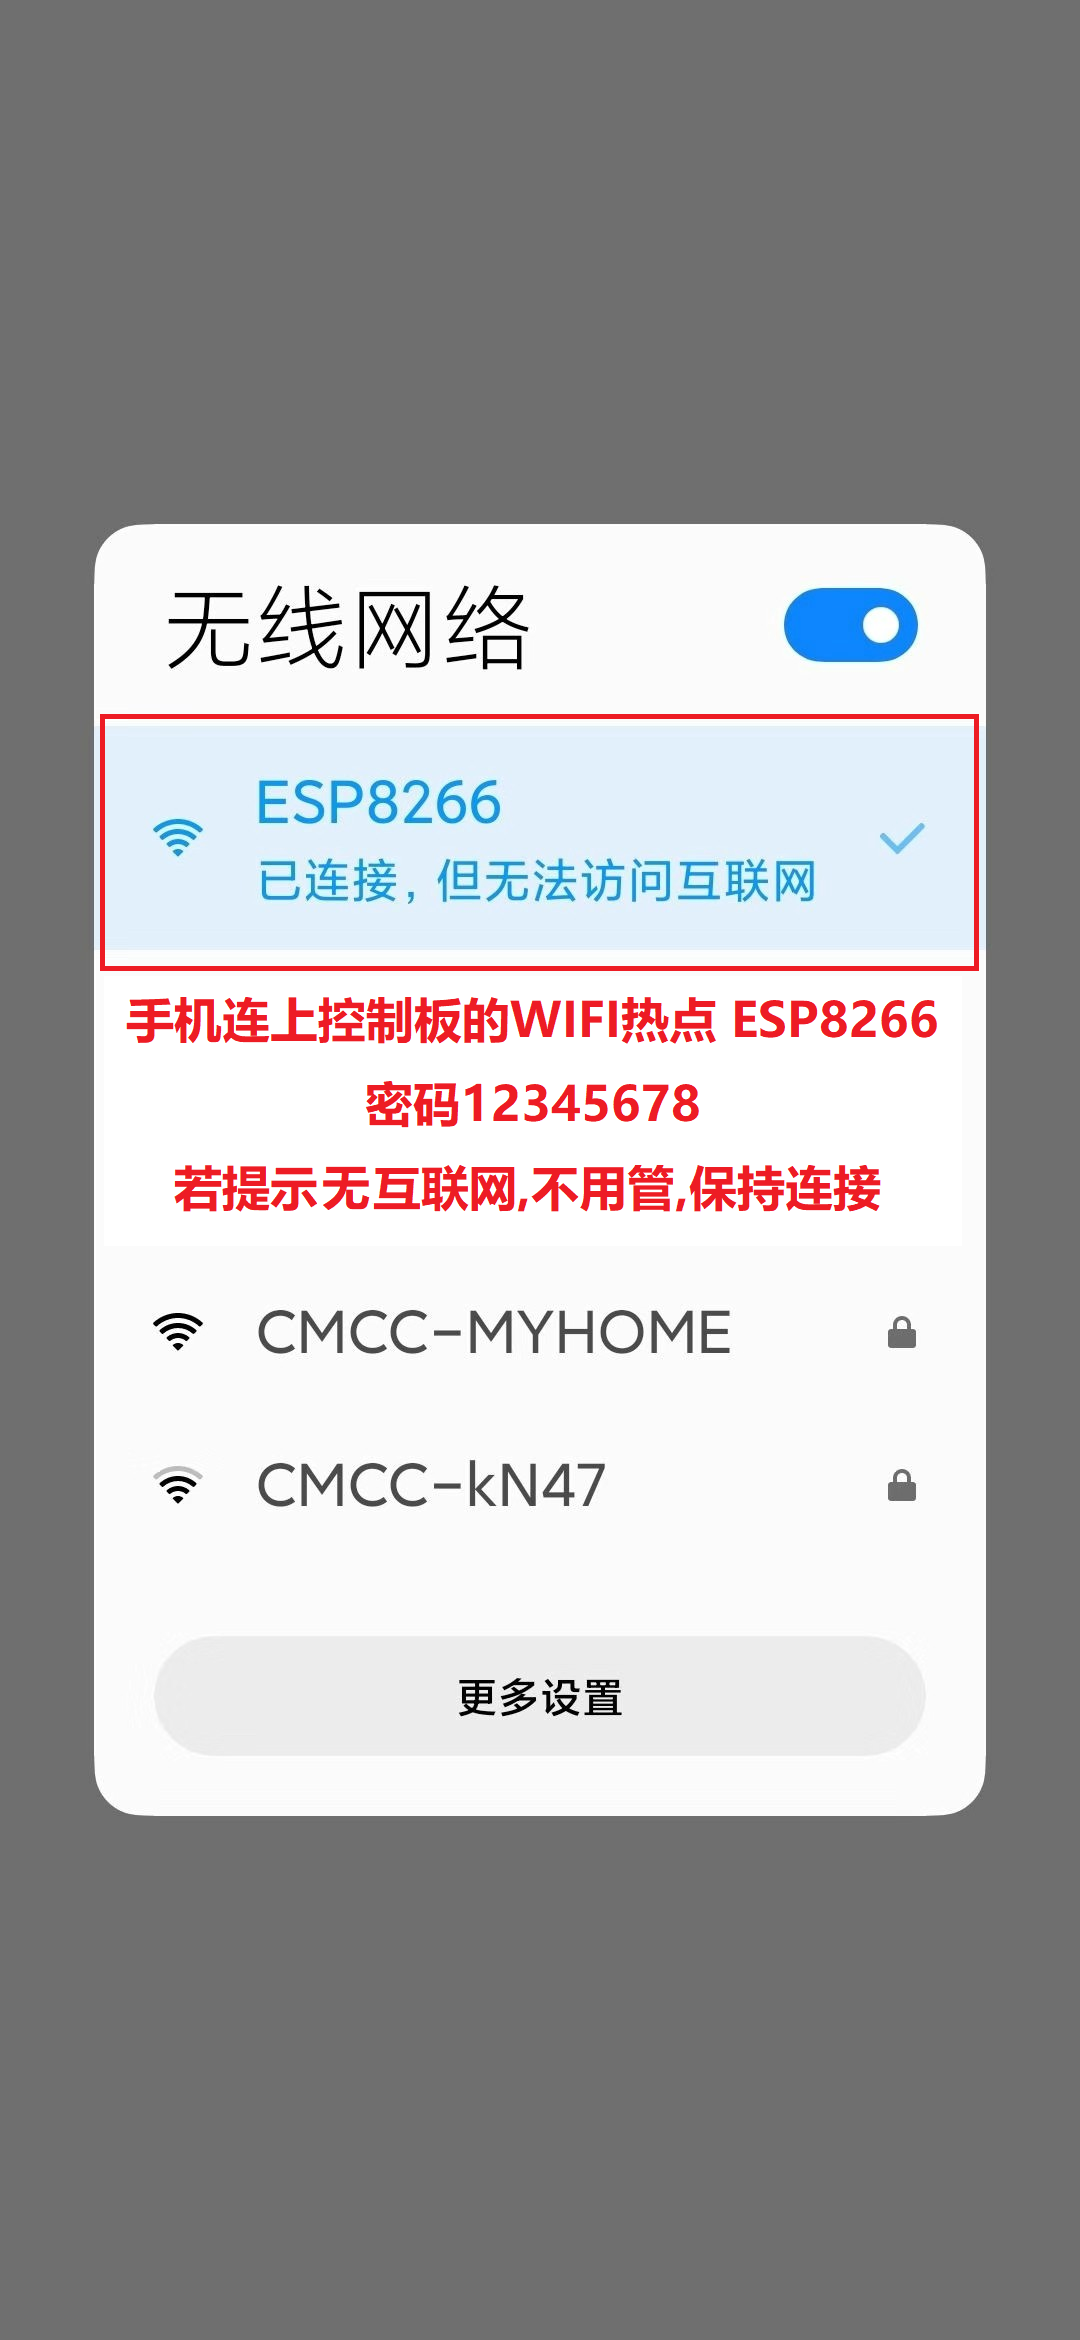 无线网络
ESP8266
已连接，但无法访问互联网
手机连上控制板的WIFI热点 ESP8266
密码12345678
若提示无互联网,不用管,保持连接
CMCC-MYHOME
CMCC-kN47
更多设置